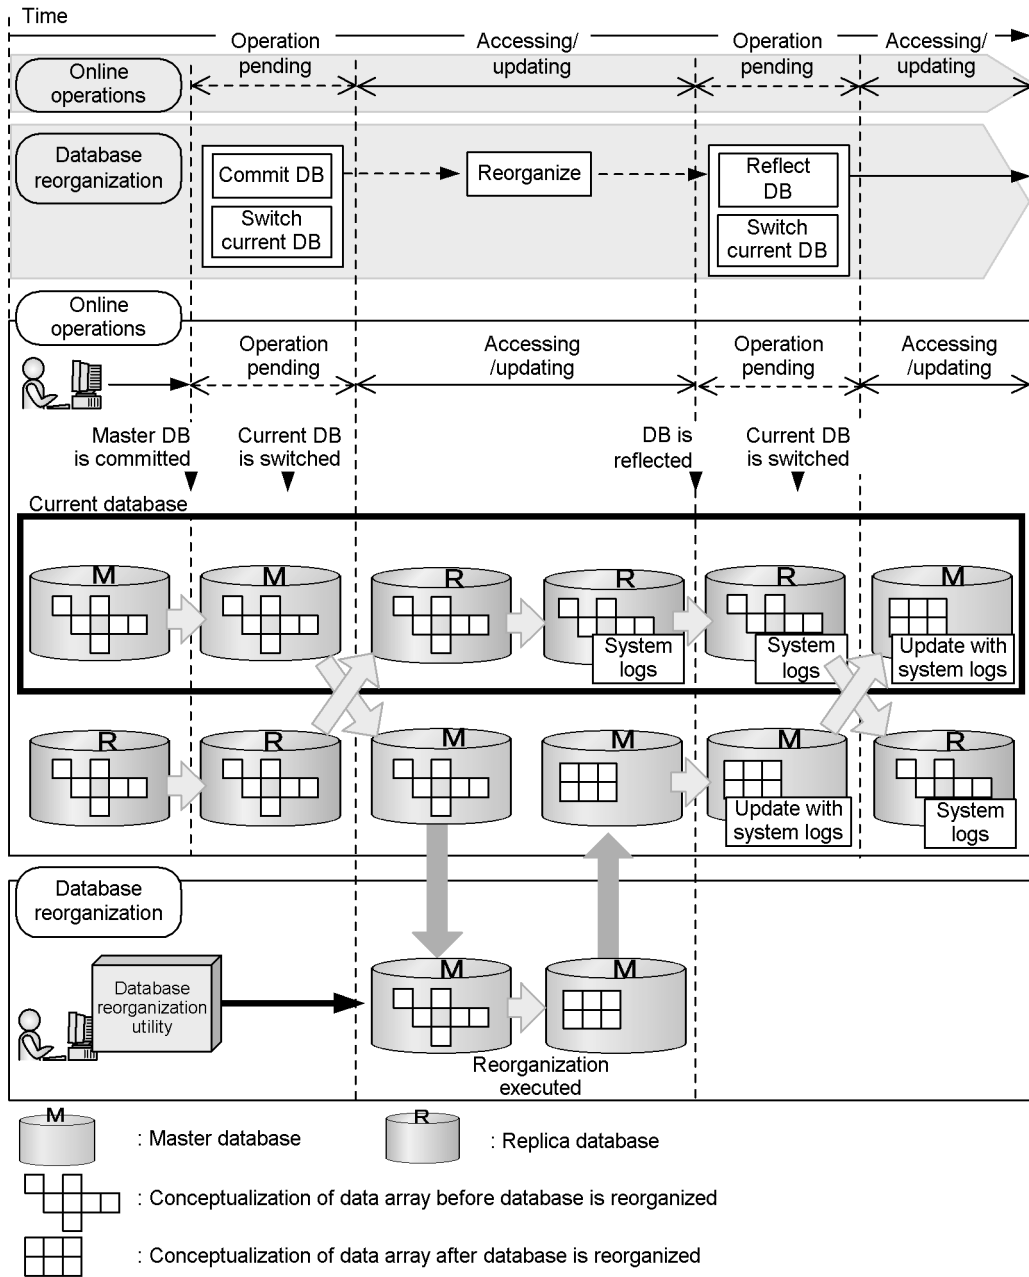 Time
Operation
pending
Accessing/
updating
Operation
pending
Accessing/
updating
Online
operations
Database
reorganization
Commit DB
Switch
current DB
Reorganize
Reflect
DB
Switch
current DB
Online
operations
Operation
pending
Accessing
/updating
Operation
pending
Accessing
/updating
Master DB
is committed
Current DB
is switched
DB is
reflected
Current DB
is switched
Current database
M
M
R
R
R
M
System
logs
System
logs
Update with
system logs
R
R
M
M
M
R
Update with
system logs
System
logs
Database
reorganization
Database
reorganization
utility
M
M
Reorganization
executed
M
: Master database
R
: Replica database
: Conceptualization of data array before database is reorganized
: Conceptualization of data array after database is reorganized